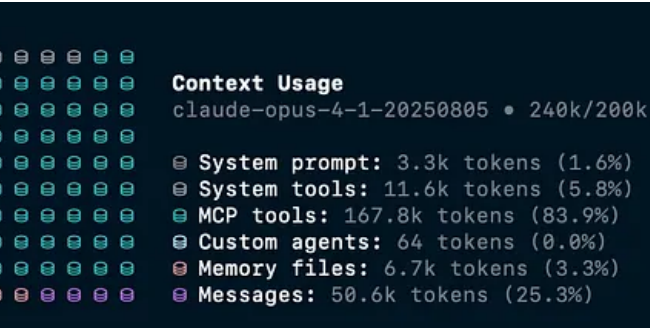 Context Usage
claude-opus-4-1-20250805 • 240k/200k
System prompt: 3.3k tokens (1.6%)
System tools: 11.6k tokens (5.8%)
MCP tools: 167.8k tokens (83.9%)
Custom agents: 64 tokens (0.0%)
Memory files: 6.7k tokens (3.3%)
Messages: 50.6k tokens (25.3%)